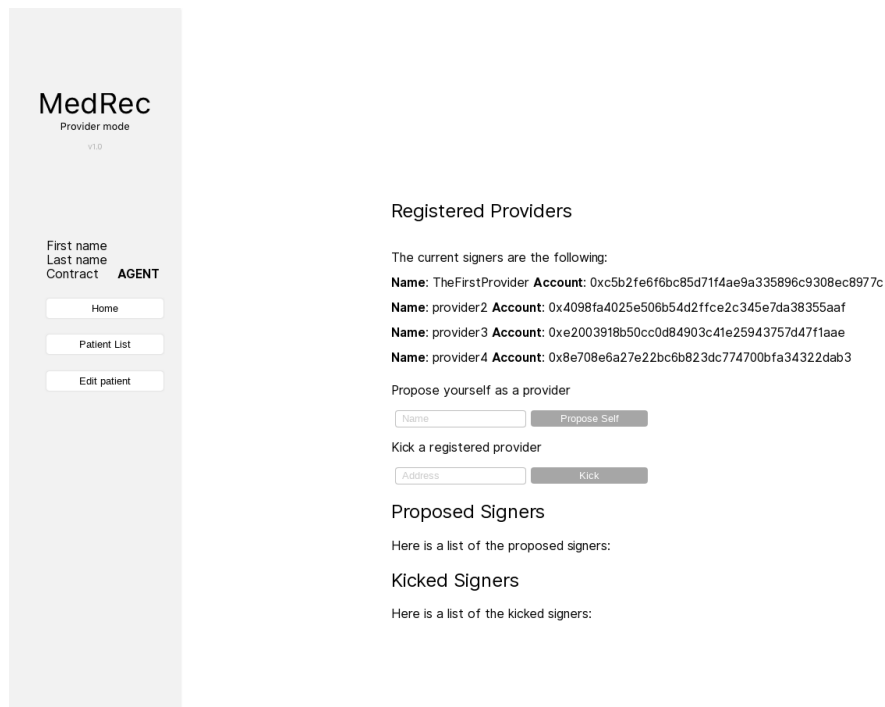 MedRec
Provider mode
v1.0
First name
Last name
Contract AGENT
Home
Patient List
Edit patient
Registered Providers
The current signers are the following:
Name: TheFirstProvider Account: 0xc5b2fe6f6bc85d71f4ae9a335896c9308ec8977c
Name: provider2 Account: 0x4098fa4025e506b54d2ffce2c345e7da38355aaf
Name: provider3 Account: 0xe2003918b50cc0d84903c41e25943757d47f1aae
Name: provider4 Account: 0x8e708e6a27e22bc6b823dc774700bfa34322dab3
Propose yourself as a provider
Name Propose Self
Kick a registered provider
Address Kick
Proposed Signers
Here is a list of the proposed signers:
Kicked Signers
Here is a list of the kicked signers: